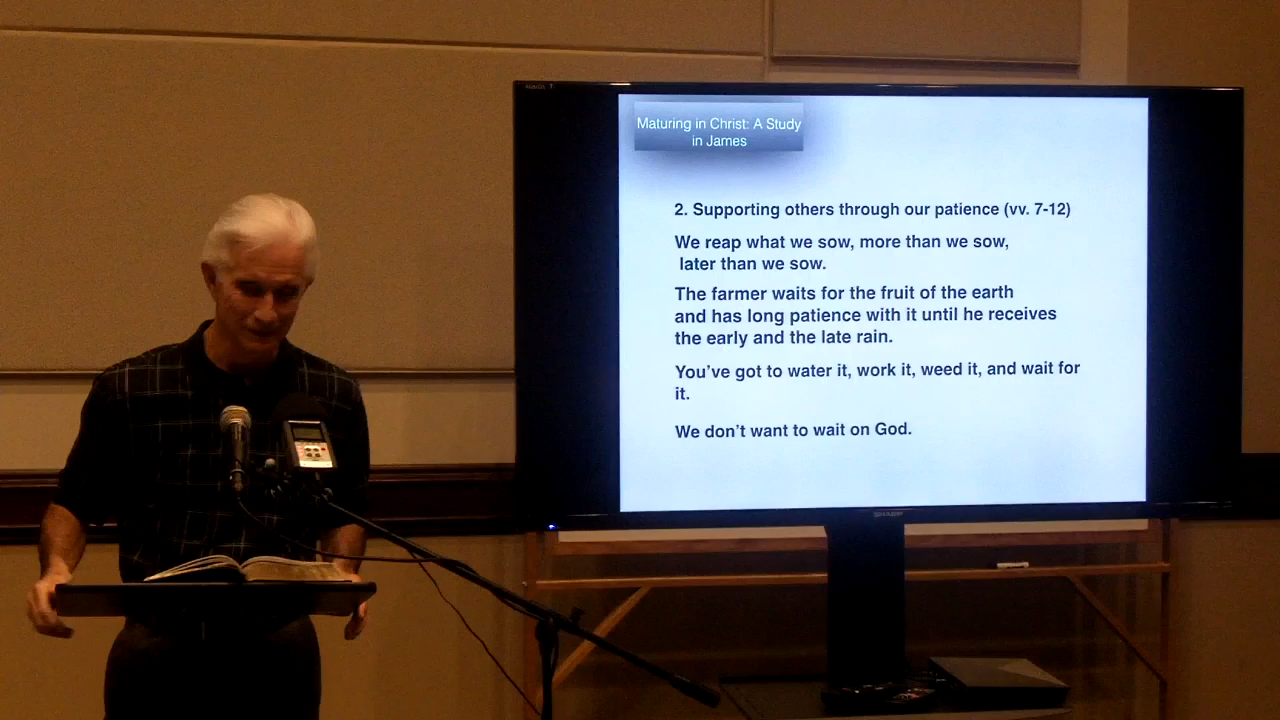 Maturing in Christ: A Study
in James
2. Supporting others through our patience (vv. 7-12)
We reap what we sow, more than we sow,
later than we sow.
The farmer waits for the fruit of the earth
and has long patience with it until he receives
the early and the late rain.
You’ve got to water it, work it, weed it, and wait for
it.
We don’t want to wait on God.
SHARP